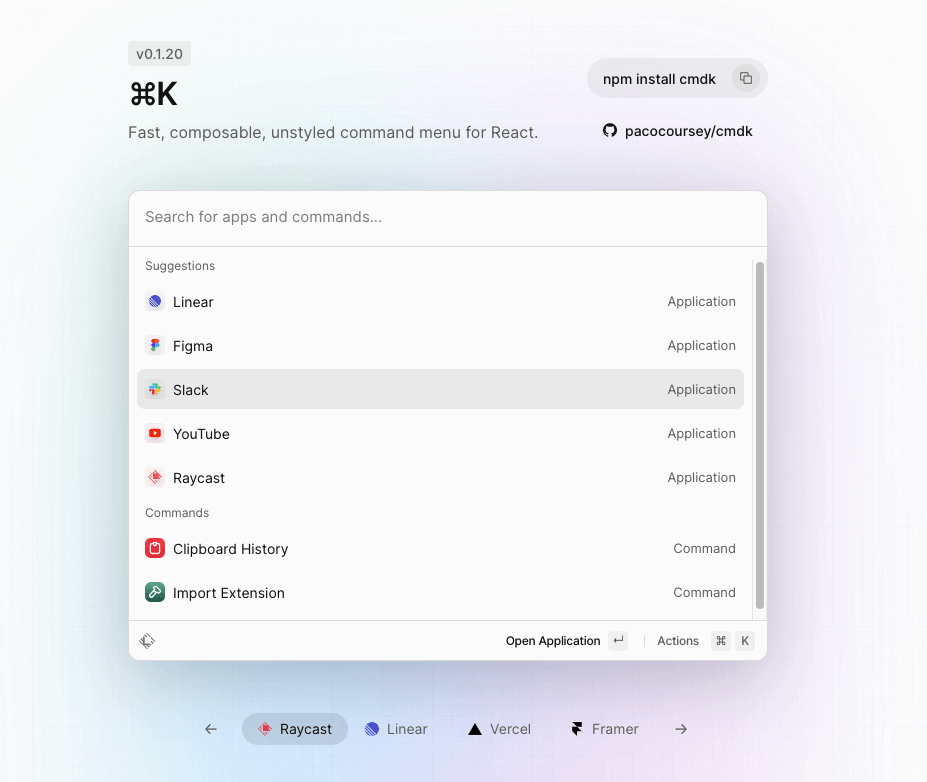 v0.1.20
⌘K
Fast, composable, unstyled command menu for React.
npm install cmdk
pacocoursey/cmdk
Search for apps and commands...
Suggestions
Linear Application
Figma Application
Slack Application
YouTube Application
Raycast Application
Commands
Clipboard History Command
Import Extension Command
Open Application ↵ Actions ⌘ K
← Raycast Linear Vercel Framer →